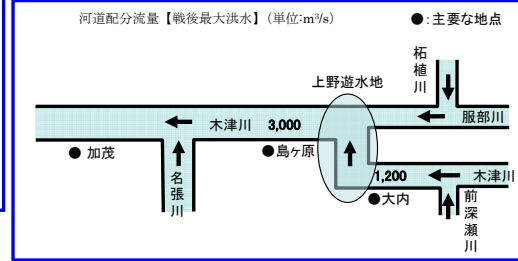 河道配分流量【戦後最大洪水】(単位:m³/s)
●:主要な地点
上野遊水地
柘植川
服部川
木津川
3,000
●加茂
●島ヶ原
名張川
1,200
木津川
●大内
前深瀬川